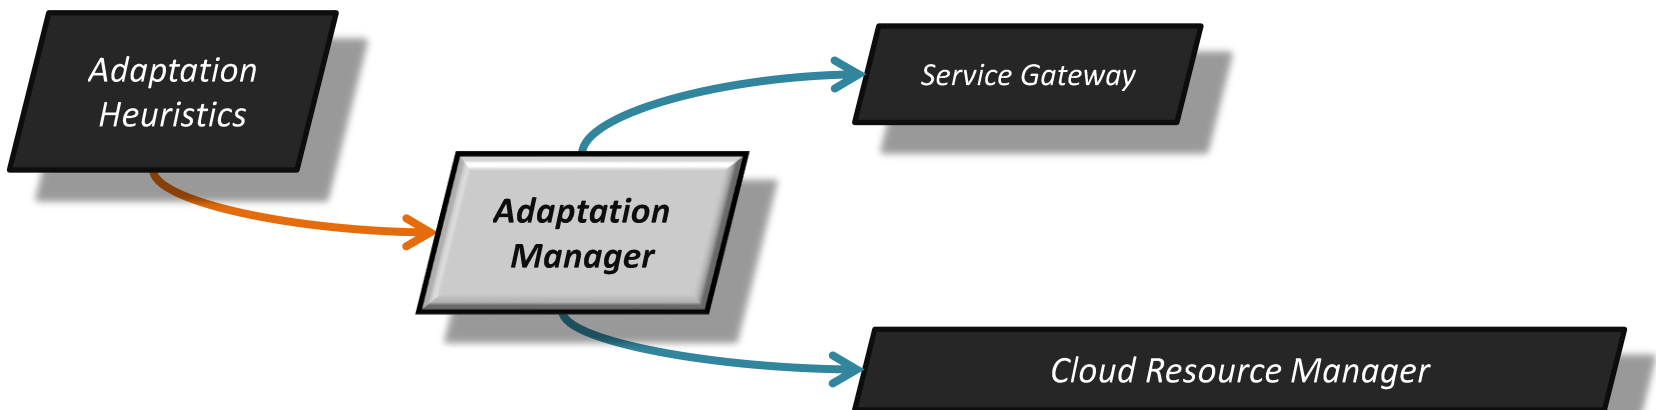 Adaptation
Heuristics
Service Gateway
Adaptation
Manager
Cloud Resource Manager